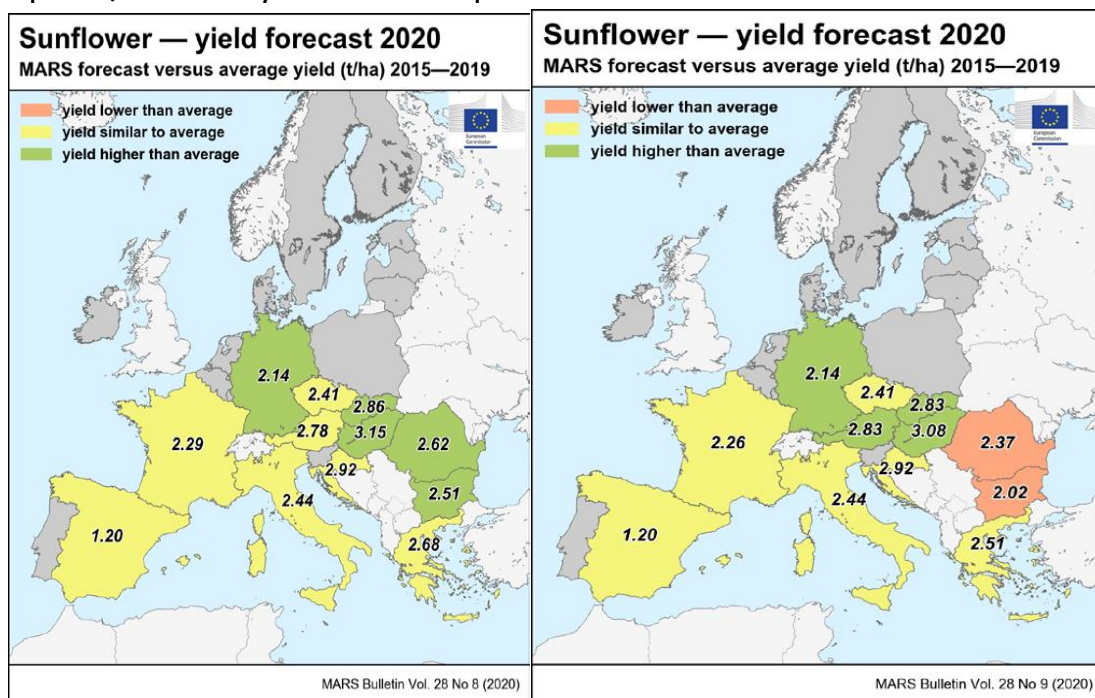 Sunflower — yield forecast 2020
MARS forecast versus average yield (t/ha) 2015—2019
yield lower than average
yield similar to average
yield higher than average
European
Commission
2.14
2.41
2.86
2.78
3.15
2.62
2.29
2.92
2.51
2.44
1.20
2.68
MARS Bulletin Vol. 28 No 8 (2020)
Sunflower — yield forecast 2020
MARS forecast versus average yield (t/ha) 2015—2019
yield lower than average
yield similar to average
yield higher than average
European
Commission
2.14
2.41
2.83
2.83
3.08
2.37
2.26
2.92
2.02
2.44
1.20
2.51
MARS Bulletin Vol. 28 No 9 (2020)